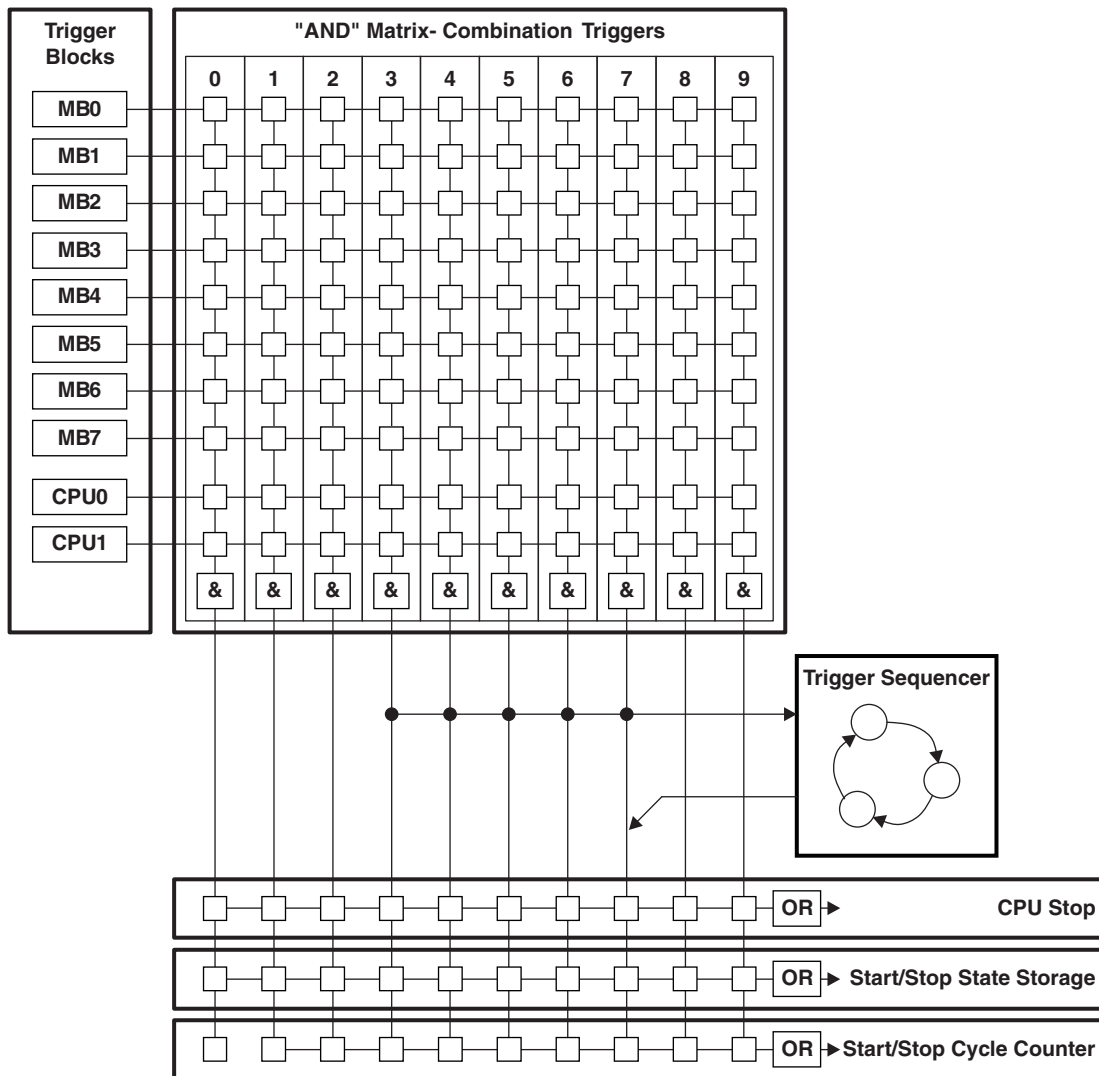 Trigger
Blocks
"AND" Matrix- Combination Triggers
0 1 2 3 4 5 6 7 8 9
MB0
MB1
MB2
MB3
MB4
MB5
MB6
MB7
CPU0
CPU1
& & & & & & & & & &
Trigger Sequencer
OR CPU Stop
OR Start/Stop State Storage
OR Start/Stop Cycle Counter